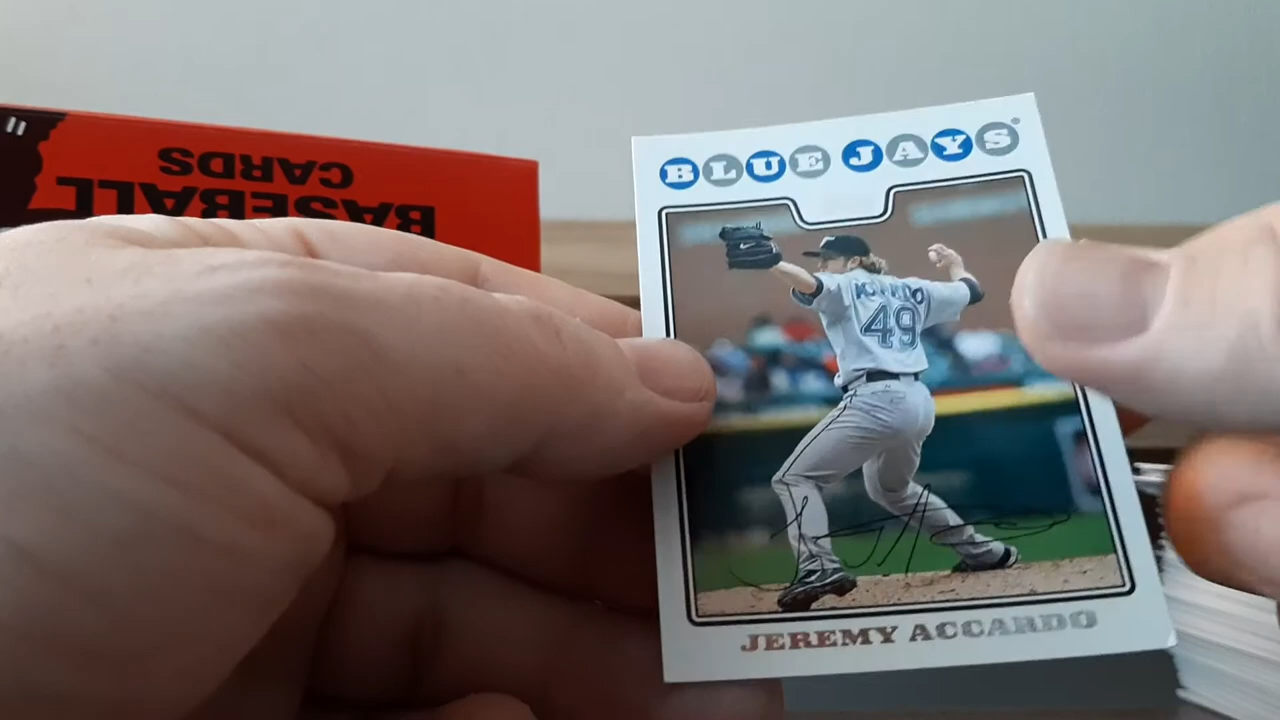 BASEBALL
CARDS
BLUE JAYS®
ACCARDO
49
JEREMY ACCARDO